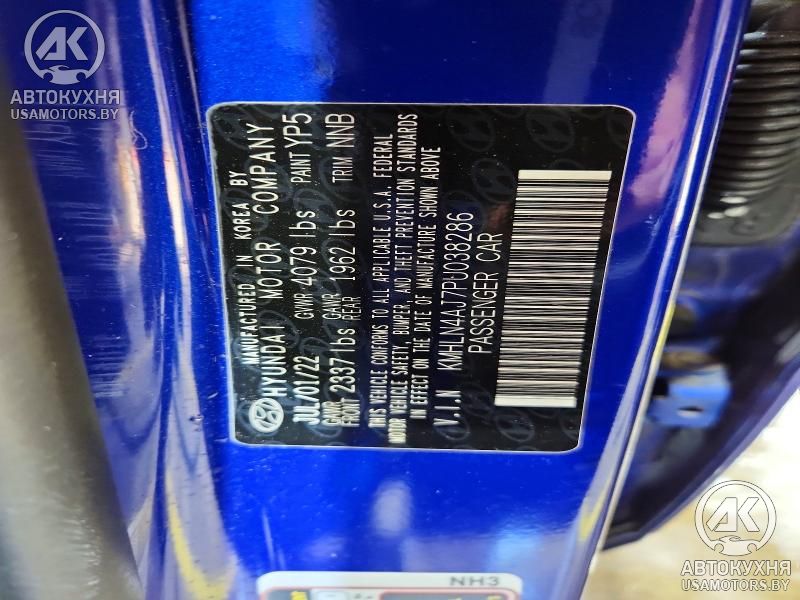 AK
АВТОКУХНЯ
USAMOTORS.BY
MANUFACTURED IN KOREA BY
HYUNDAI MOTOR COMPANY
JUL/01/22 GVWR 4079 lbs PAINT YP5
GAWR FRONT 2337 lbs GAWR REAR 1962 lbs TRIM NNB
THIS VEHICLE CONFORMS TO ALL APPLICABLE U.S.A. FEDERAL
MOTOR VEHICLE SAFETY, BUMPER, AND THEFT PREVENTION STANDARDS
IN EFFECT ON THE DATE OF MANUFACTURE SHOWN ABOVE
V.I.N KMHLN4AJ7PU038286
PASSENGER CAR
NH3
AK
АВТОКУХНЯ
USAMOTORS.BY